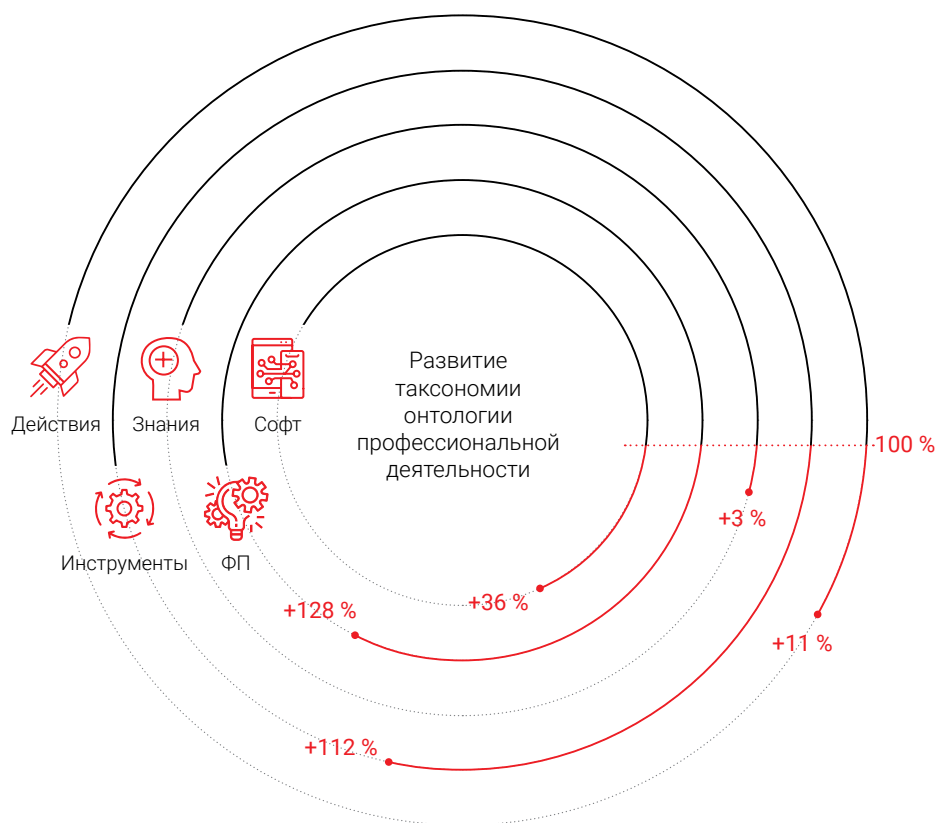 Развитие
таксономии
онтологии
профессиональной
деятельности
Действия
Знания
Софт
Инструменты
ФП
100 %
+3 %
+36 %
+128 %
+11 %
+112 %